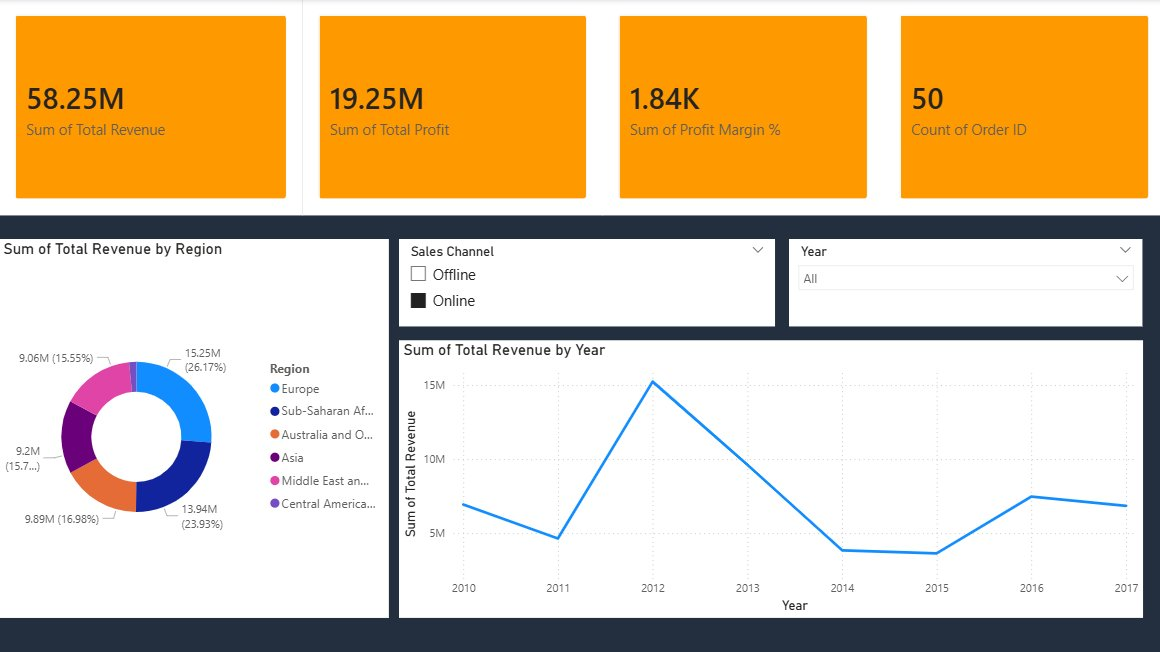 58.25M
Sum of Total Revenue
19.25M
Sum of Total Profit
1.84K
Sum of Profit Margin %
50
Count of Order ID
Sum of Total Revenue by Region
9.06M (15.55%)
15.25M
(26.17%)
9.2M
(15.7...)
9.89M (16.98%)
13.94M
(23.93%)
Region
Europe
Sub-Saharan Af...
Australia and O...
Asia
Middle East an...
Central America...
Sales Channel
Offline
Online
Year
All
Sum of Total Revenue by Year
Sum of Total Revenue
15M
10M
5M
2010 2011 2012 2013 2014 2015 2016 2017
Year